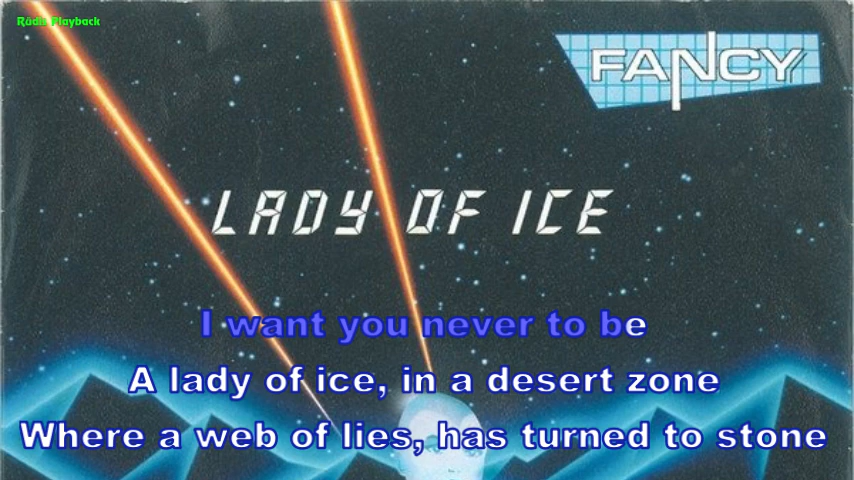 Rádio Playback
FANCY
LADY OF ICE
I want you never to be
A lady of ice, in a desert zone
Where a web of lies, has turned to stone